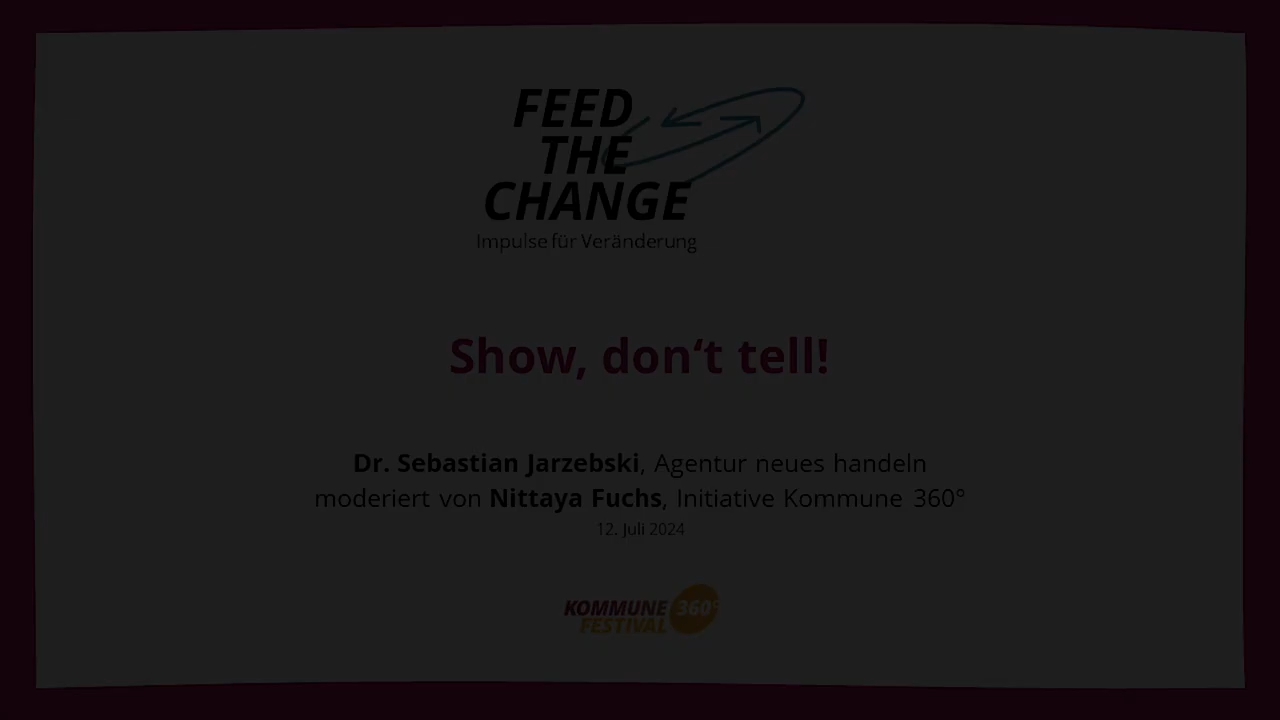 FEED
THE
CHANGE
Impulse für Veränderung
Show, don‘t tell!
Dr. Sebastian Jarzebski, Agentur neues handeln
moderiert von Nittaya Fuchs, Initiative Kommune 360°
12. Juli 2024
KOMMUNE 360°
FESTIVAL